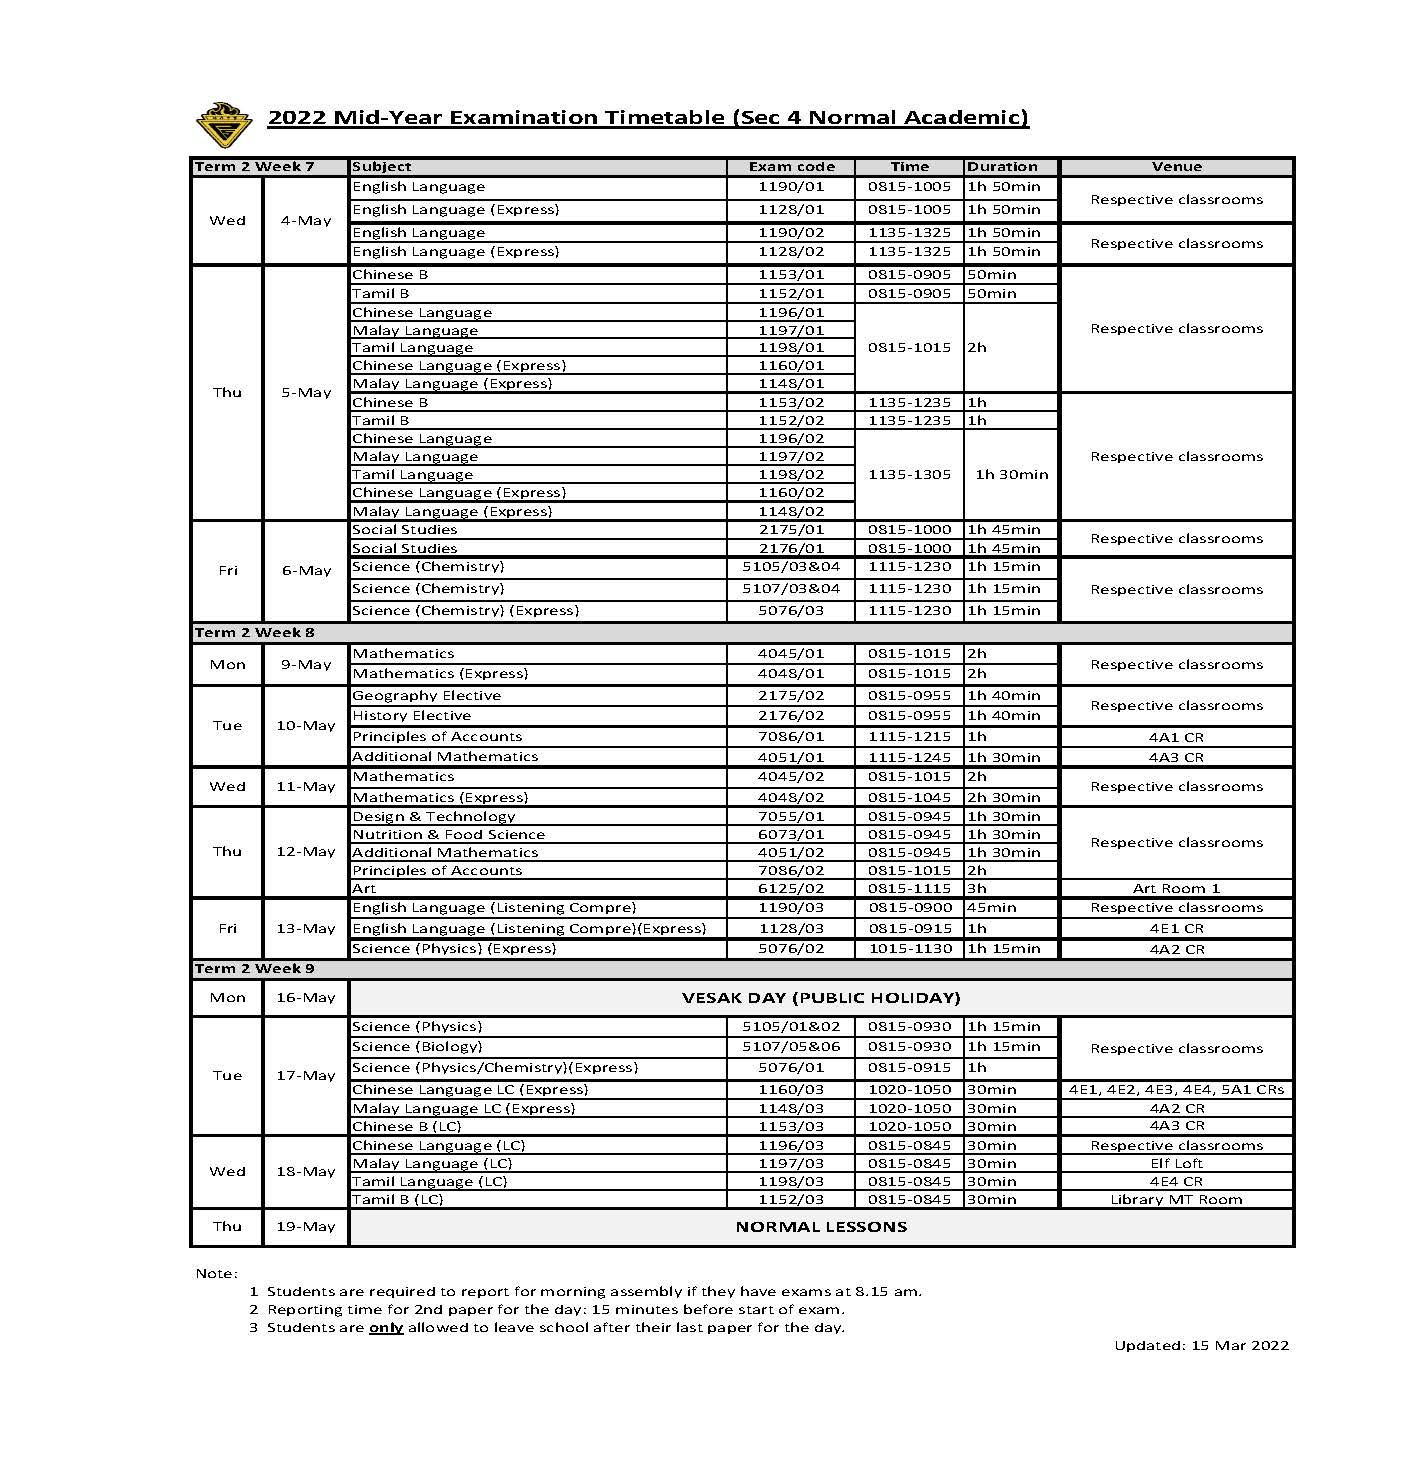 2022 Mid-Year Examination Timetable (Sec 4 Normal Academic)
Term 2 Week 7 Subject Exam code Time Duration Venue
Wed 4-May
English Language 1190/01 0815-1005 1h 50min
Respective classrooms
English Language (Express) 1128/01 0815-1005 1h 50min
English Language 1190/02 1135-1325 1h 50min
Respective classrooms
English Language (Express) 1128/02 1135-1325 1h 50min
Thu 5-May
Chinese B 1153/01 0815-0905 50min
Tamil B 1152/01 0815-0905 50min
Chinese Language 1196/01
Malay Language 1197/01
Respective classrooms
Tamil Language 1198/01 0815-1015 2h
Chinese Language (Express) 1160/01
Malay Language (Express) 1148/01
Chinese B 1153/02 1135-1235 1h
Tamil B 1152/02 1135-1235 1h
Chinese Language 1196/02
Malay Language 1197/02 Respective classrooms
Tamil Language 1198/02 1135-1305 1h 30min
Chinese Language (Express) 1160/02
Malay Language (Express) 1148/02
Fri 6-May
Social Studies 2175/01 0815-1000 1h 45min
Respective classrooms
Social Studies 2176/01 0815-1000 1h 45min
Science (Chemistry) 5105/03&04 1115-1230 1h 15min
Science (Chemistry) 5107/03&04 1115-1230 1h 15min Respective classrooms
Science (Chemistry) (Express) 5076/03 1115-1230 1h 15min
Term 2 Week 8
Mon 9-May
Mathematics 4045/01 0815-1015 2h
Respective classrooms
Mathematics (Express) 4048/01 0815-1015 2h
Tue 10-May
Geography Elective 2175/02 0815-0955 1h 40min
Respective classrooms
History Elective 2176/02 0815-0955 1h 40min
Principles of Accounts 7086/01 1115-1215 1h 4A1 CR
Additional Mathematics 4051/01 1115-1245 1h 30min 4A3 CR
Wed 11-May
Mathematics 4045/02 0815-1015 2h
Respective classrooms
Mathematics (Express) 4048/02 0815-1045 2h 30min
Thu 12-May
Design & Technology 7055/01 0815-0945 1h 30min
Nutrition & Food Science 6073/01 0815-0945 1h 30min
Respective classrooms
Additional Mathematics 4051/02 0815-0945 1h 30min
Principles of Accounts 7086/02 0815-1015 2h
Art 6125/02 0815-1115 3h Art Room 1
Fri 13-May
English Language (Listening Compre) 1190/03 0815-0900 45min Respective classrooms
English Language (Listening Compre)(Express) 1128/03 0815-0915 1h 4E1 CR
Science (Physics) (Express) 5076/02 1015-1130 1h 15min 4A2 CR
Term 2 Week 9
Mon 16-May VESAK DAY (PUBLIC HOLIDAY)
Tue 17-May
Science (Physics) 5105/01&02 0815-0930 1h 15min
Science (Biology) 5107/05&06 0815-0930 1h 15min Respective classrooms
Science (Physics/Chemistry)(Express) 5076/01 0815-0915 1h
Chinese Language LC (Express) 1160/03 1020-1050 30min 4E1, 4E2, 4E3, 4E4, 5A1 CRs
Malay Language LC (Express) 1148/03 1020-1050 30min 4A2 CR
Chinese B (LC) 1153/03 1020-1050 30min 4A3 CR
Wed 18-May
Chinese Language (LC) 1196/03 0815-0845 30min Respective classrooms
Malay Language (LC) 1197/03 0815-0845 30min Elf Loft
Tamil Language (LC) 1198/03 0815-0845 30min 4E4 CR
Tamil B (LC) 1152/03 0815-0845 30min Library MT Room
Thu 19-May NORMAL LESSONS
Note:
1 Students are required to report for morning assembly if they have exams at 8.15 am.
2 Reporting time for 2nd paper for the day: 15 minutes before start of exam.
3 Students are only allowed to leave school after their last paper for the day.
Updated: 15 Mar 2022